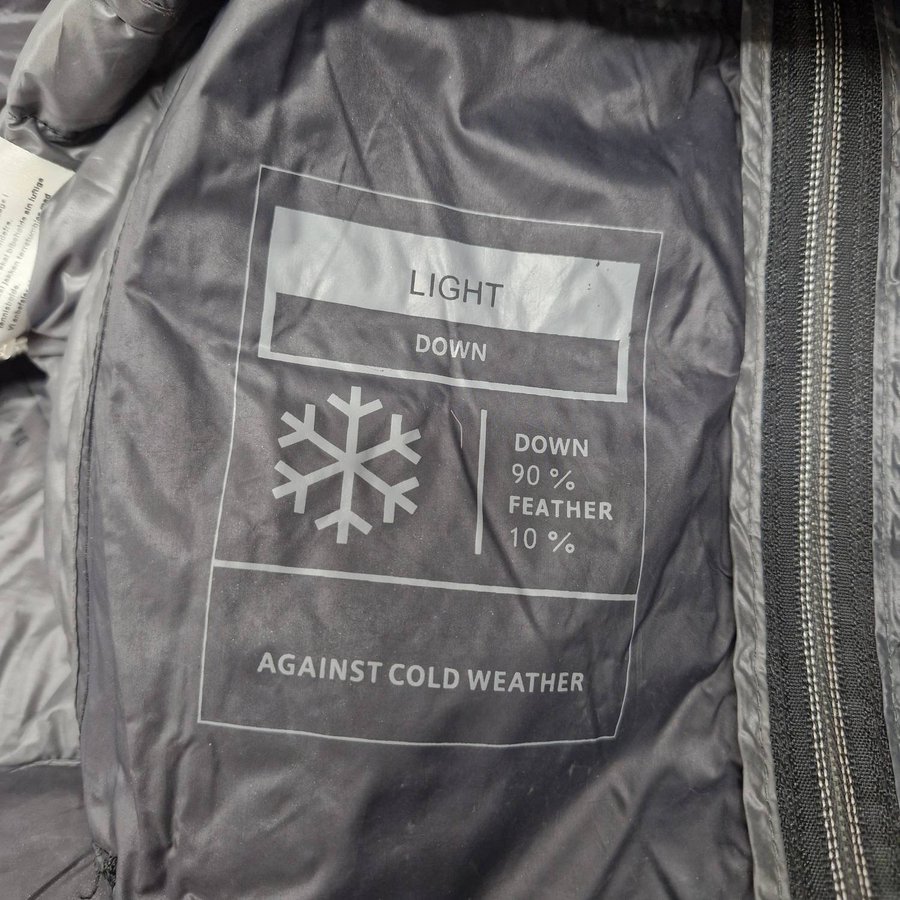 LIGHT
DOWN
DOWN
90 %
FEATHER
10 %
AGAINST COLD WEATHER